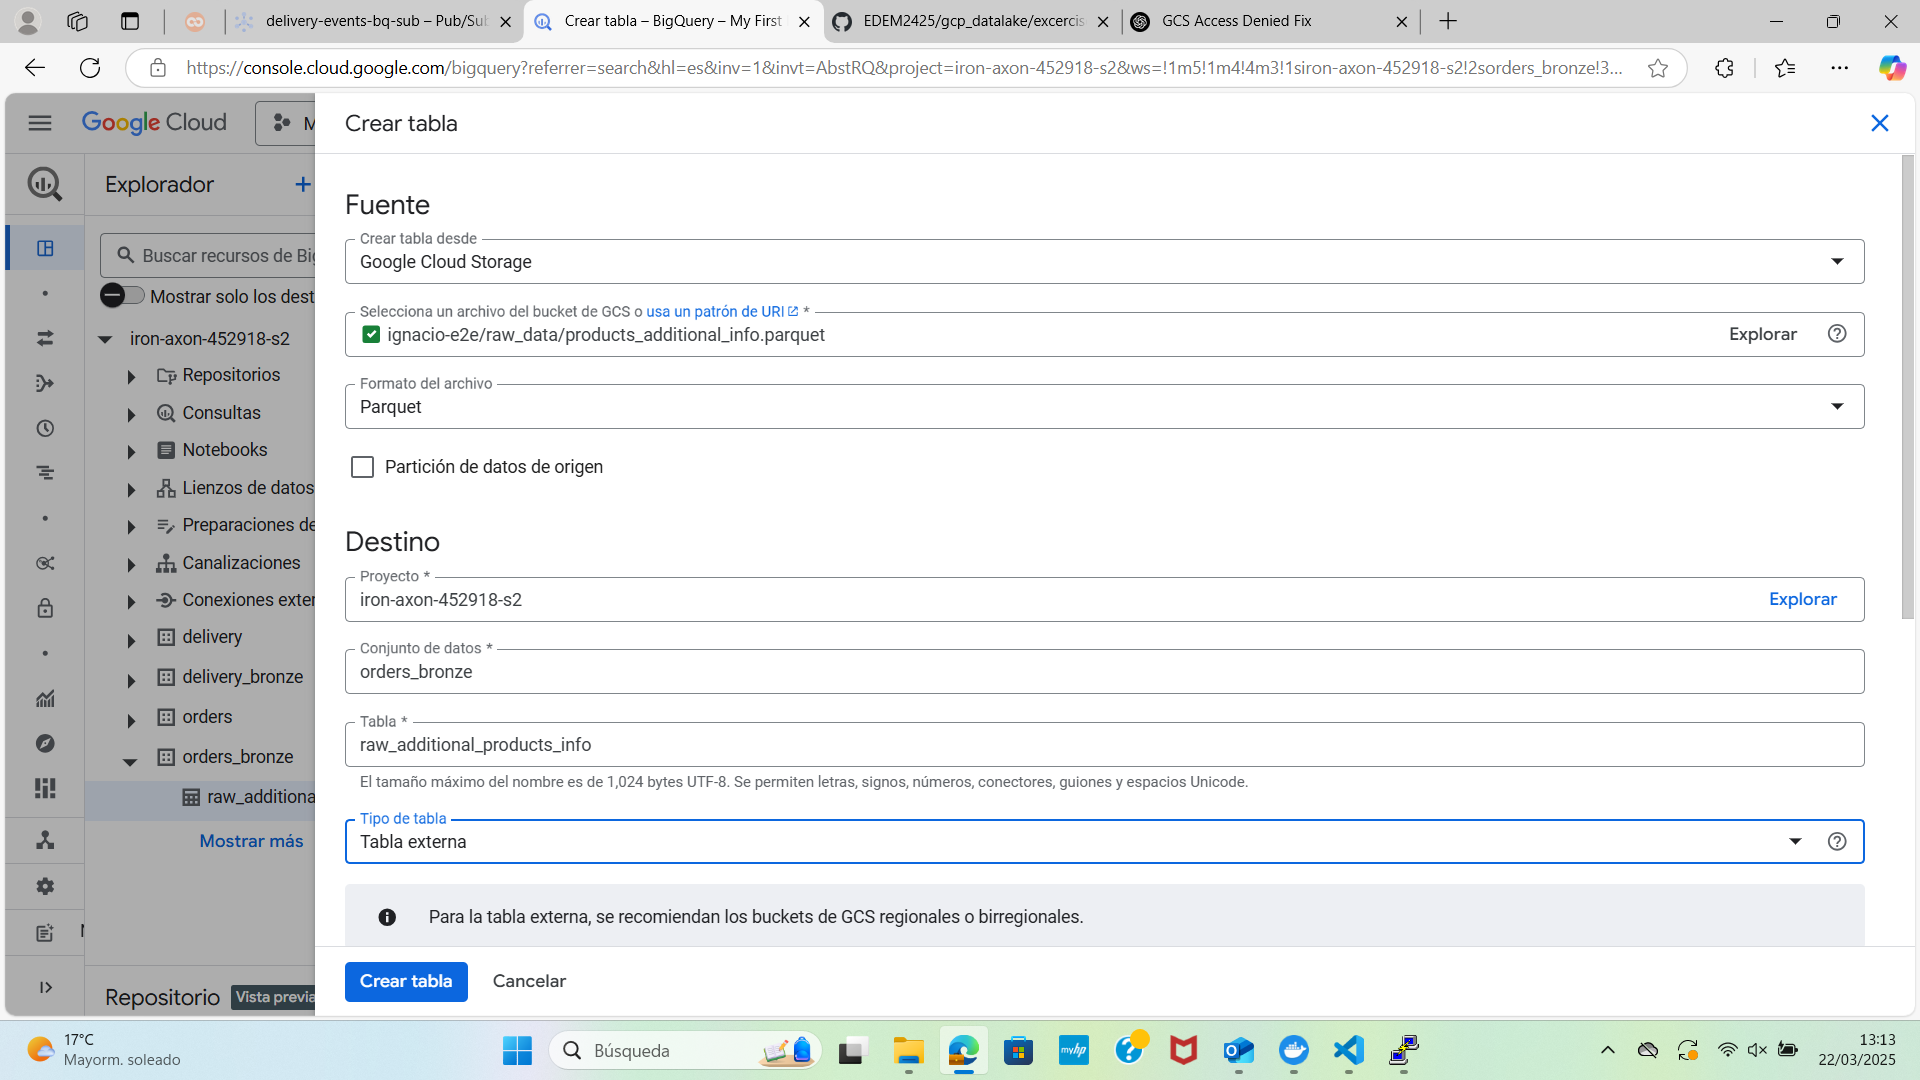 delivery-events-bq-sub – Pub/Sub
Crear tabla – BigQuery – My First
EDEM2425/gcp_datalake/excercis
GCS Access Denied Fix
https://console.cloud.google.com/bigquery?referrer=search&hl=es&inv=1&invt=AbstRQ&project=iron-axon-452918-s2&ws=!1m5!1m4!4m3!1siron-axon-452918-s2!2sorders_bronze!3...
Google Cloud
M
Crear tabla
Explorador
Buscar recursos de Big
Mostrar solo los dest
iron-axon-452918-s2
Repositorios
Consultas
Notebooks
Lienzos de datos
Preparaciones de
Canalizaciones
Conexiones exter
delivery
delivery_bronze
orders
orders_bronze
raw_additiona
Mostrar más
Repositorio
Vista previa
Fuente
Crear tabla desde
Google Cloud Storage
Selecciona un archivo del bucket de GCS o usa un patrón de URI *
ignacio-e2e/raw_data/products_additional_info.parquet
Explorar
Formato del archivo
Parquet
Partición de datos de origen
Destino
Proyecto *
iron-axon-452918-s2
Explorar
Conjunto de datos *
orders_bronze
Tabla *
raw_additional_products_info
El tamaño máximo del nombre es de 1,024 bytes UTF-8. Se permiten letras, signos, números, conectores, guiones y espacios Unicode.
Tipo de tabla
Tabla externa
Para la tabla externa, se recomiendan los buckets de GCS regionales o birregionales.
Crear tabla
Cancelar
17°C
Mayorm. soleado
Búsqueda
myhp
13:13
22/03/2025